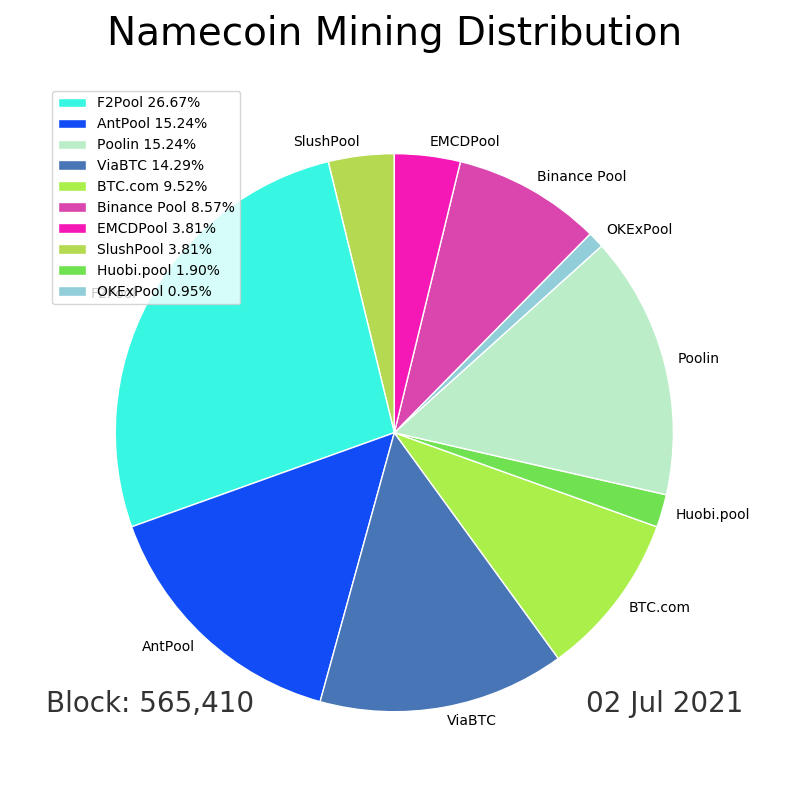 Namecoin Mining Distribution
F2Pool 26.67%
AntPool 15.24%
Poolin 15.24%
ViaBTC 14.29%
BTC.com 9.52%
Binance Pool 8.57%
EMCDPool 3.81%
SlushPool 3.81%
Huobi.pool 1.90%
OKExPool 0.95%
SlushPool
EMCDPool
Binance Pool
OKExPool
F2Pool
Poolin
Huobi.pool
BTC.com
AntPool
ViaBTC
Block: 565,410
02 Jul 2021